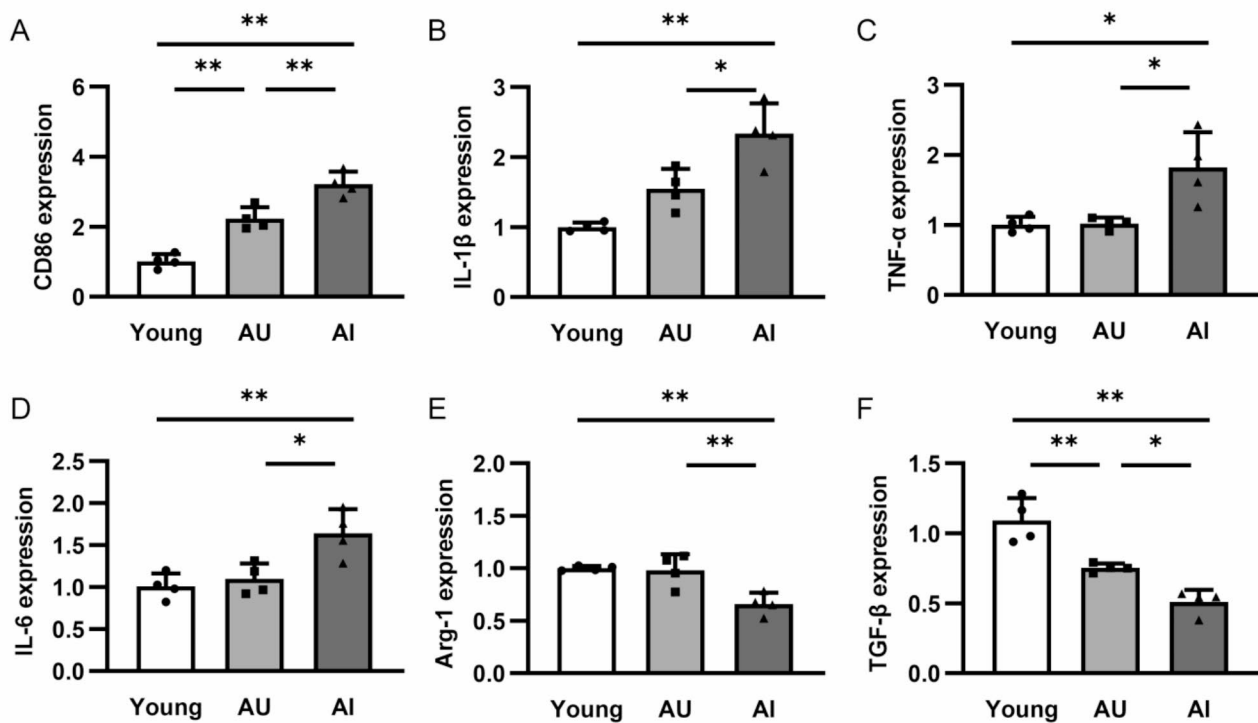 A
**
**
**
CD86 expression
6
4
2
0
Young
AU
AI
B
**
*
IL-1β expression
3
2
1
0
Young
AU
AI
C
*
*
TNF-α expression
3
2
1
0
Young
AU
AI
D
**
*
IL-6 expression
2.5
2.0
1.5
1.0
0.5
0.0
Young
AU
AI
E
**
**
Arg-1 expression
2.0
1.5
1.0
0.5
0.0
Young
AU
AI
F
**
**
*
TGF-β expression
1.5
1.0
0.5
0.0
Young
AU
AI